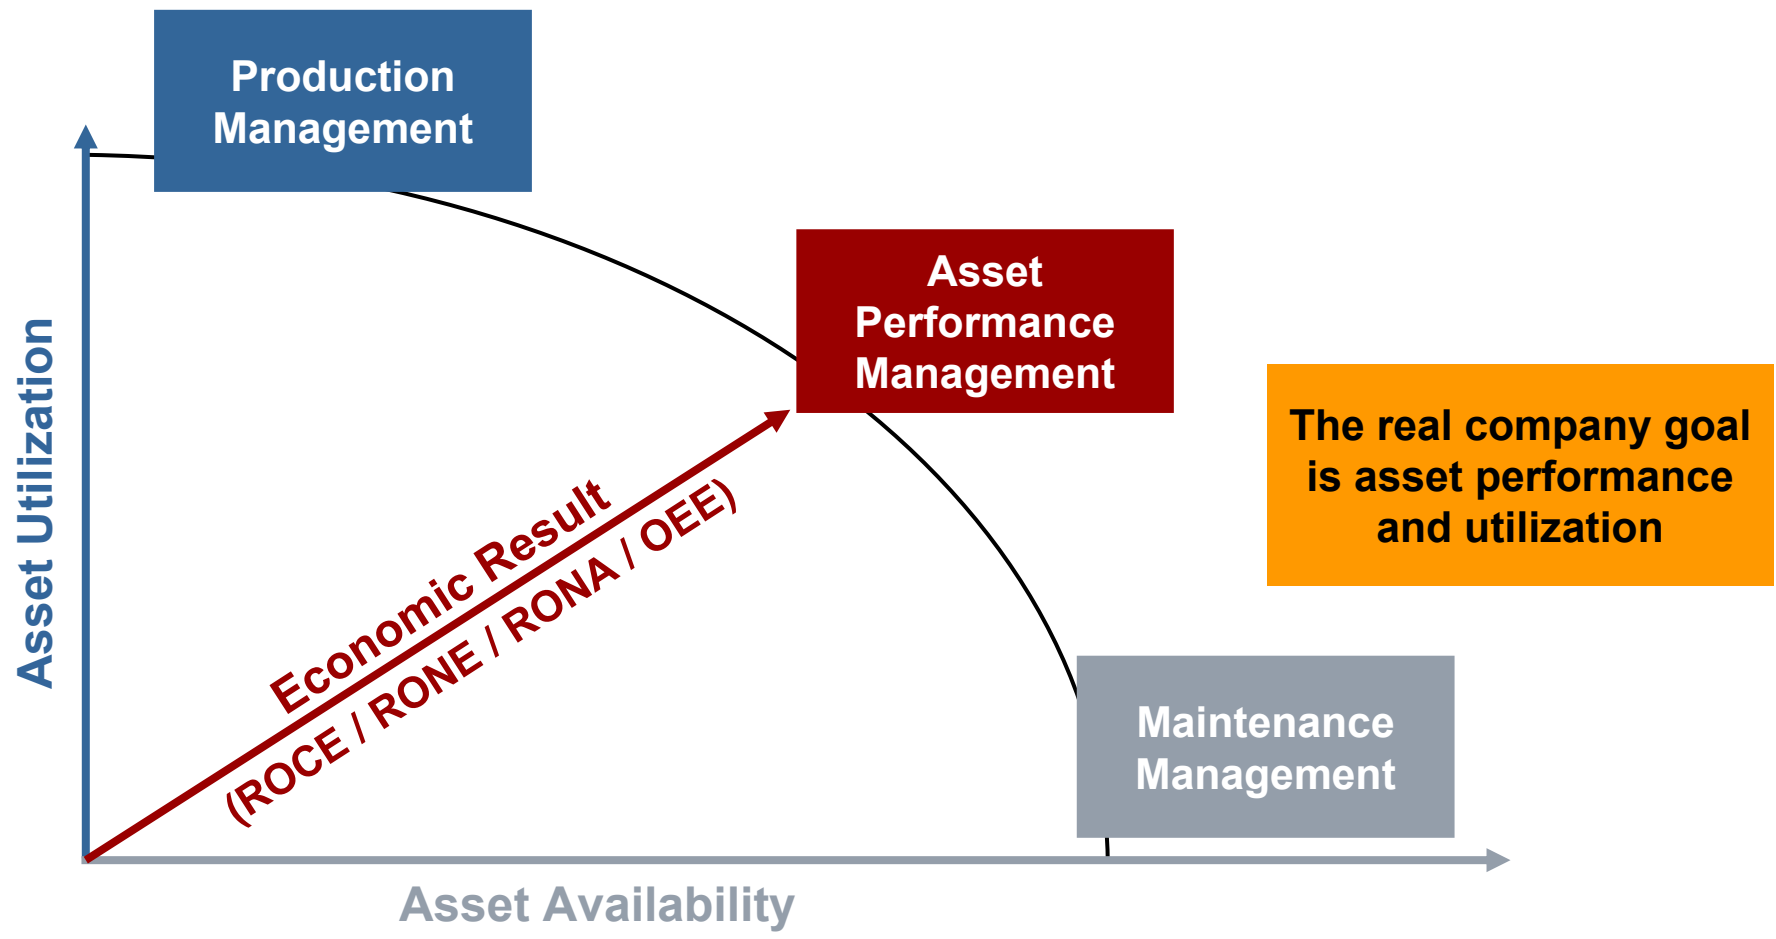 Production
Management
Asset
Performance
Management
The real company goal
is asset performance
and utilization
Asset Utilization
Economic Result
(ROCE / RONE / RONA / OEE)
Maintenance
Management
Asset Availability